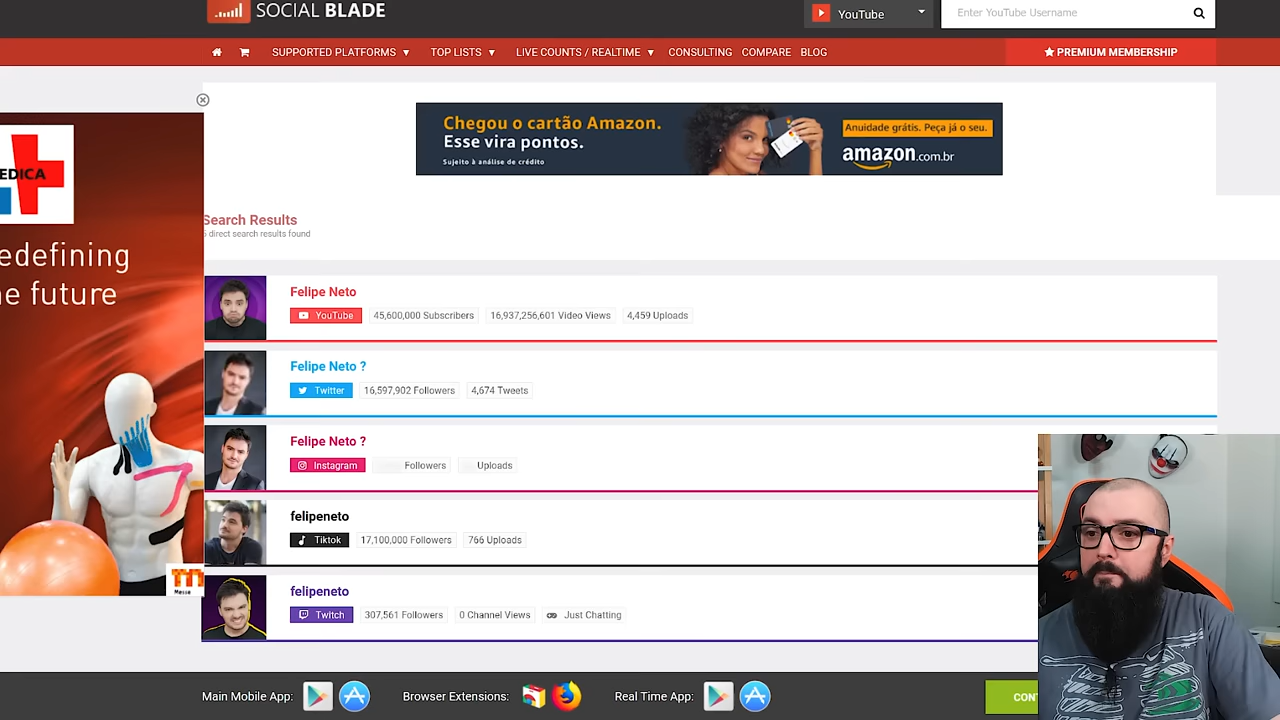 SOCIAL BLADE
YouTube
Enter YouTube Username
SUPPORTED PLATFORMS ▼ TOP LISTS ▼ LIVE COUNTS / REALTIME ▼ CONSULTING COMPARE BLOG
PREMIUM MEMBERSHIP
Chegou o cartão Amazon.
Esse vira pontos.
Sujeito à análise de crédito
Anuidade grátis. Peça já o seu.
amazon.com.br
EDICA
edefining
e future
Messe
Search Results
direct search results found
Felipe Neto
YouTube 45,600,000 Subscribers 16,937,256,601 Video Views 4,459 Uploads
Felipe Neto ?
Twitter 16,597,902 Followers 4,674 Tweets
Felipe Neto ?
Instagram Followers Uploads
felipeneto
Tiktok 17,100,000 Followers 766 Uploads
felipeneto
Twitch 307,561 Followers 0 Channel Views Just Chatting
Main Mobile App: Browser Extensions: Real Time App:
CON